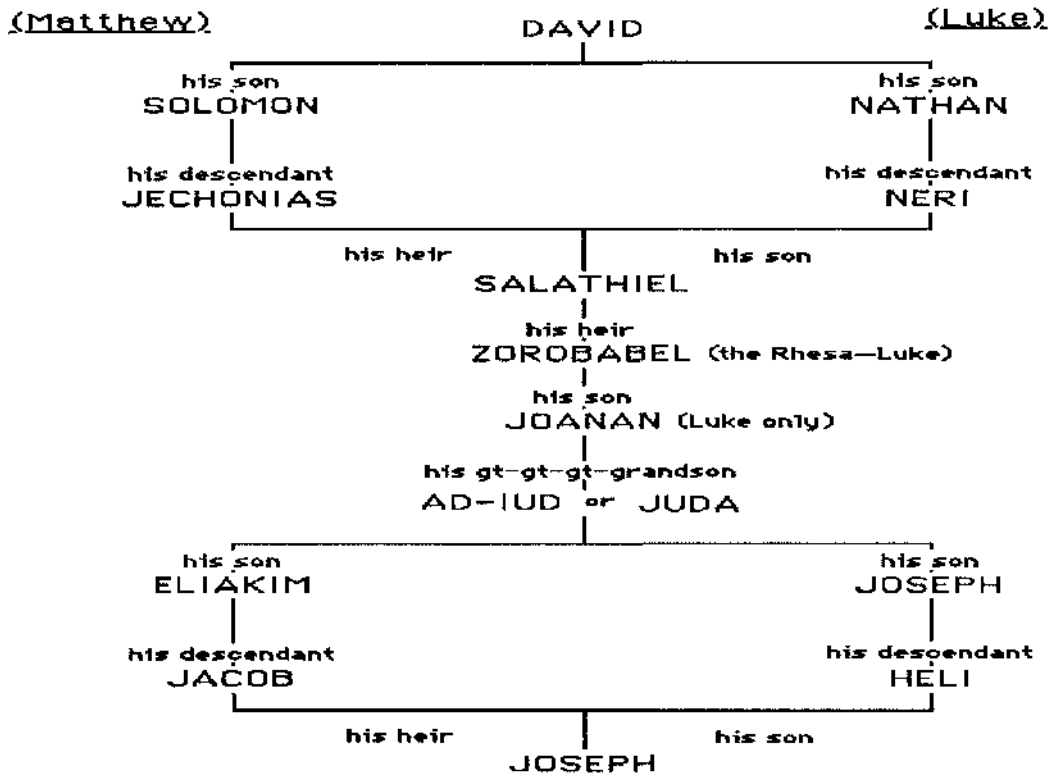 (Matthew) DAVID (Luke)
his son his son
SOLOMON NATHAN
his descendant his descendant
JECHONIAS NERI
his heir his son
SALATHIEL
his heir
ZOROBABEL (the Rhesa—Luke)
his son
JOANAN (Luke only)
his gt-gt-gt-grandson
AD-IUD or JUDA
his son his son
ELIAKIM JOSEPH
his descendant his descendant
JACOB HELI
his heir his son
JOSEPH